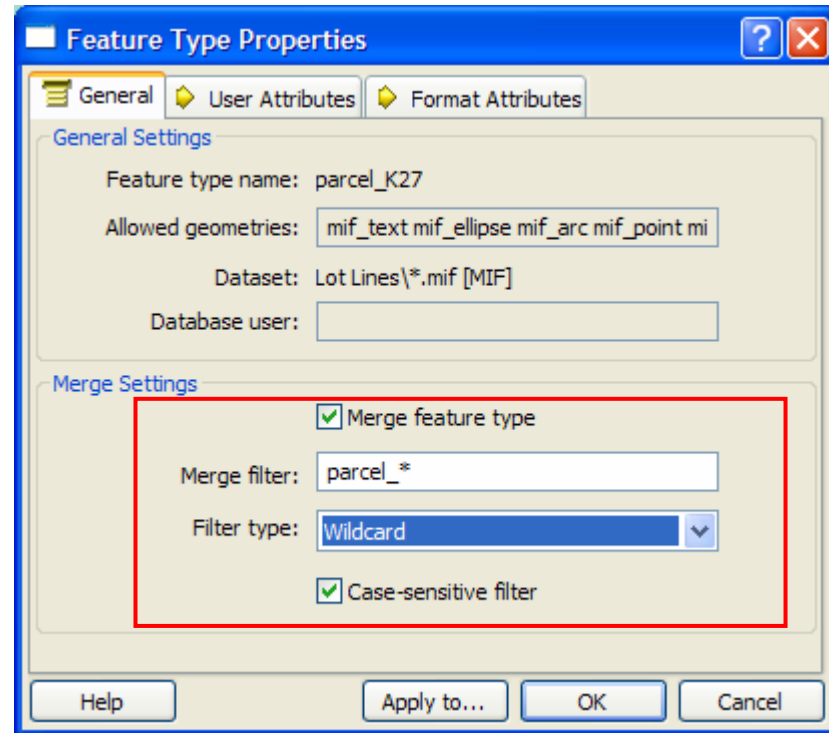 Feature Type Properties
General User Attributes Format Attributes
General Settings
Feature type name: parcel_K27
Allowed geometries: mif_text mif_ellipse mif_arc mif_point mi
Dataset: Lot Lines\*.mif [MIF]
Database user:
Merge Settings
Merge feature type
Merge filter: parcel_*
Filter type: Wildcard
Case-sensitive filter
Help Apply to... OK Cancel